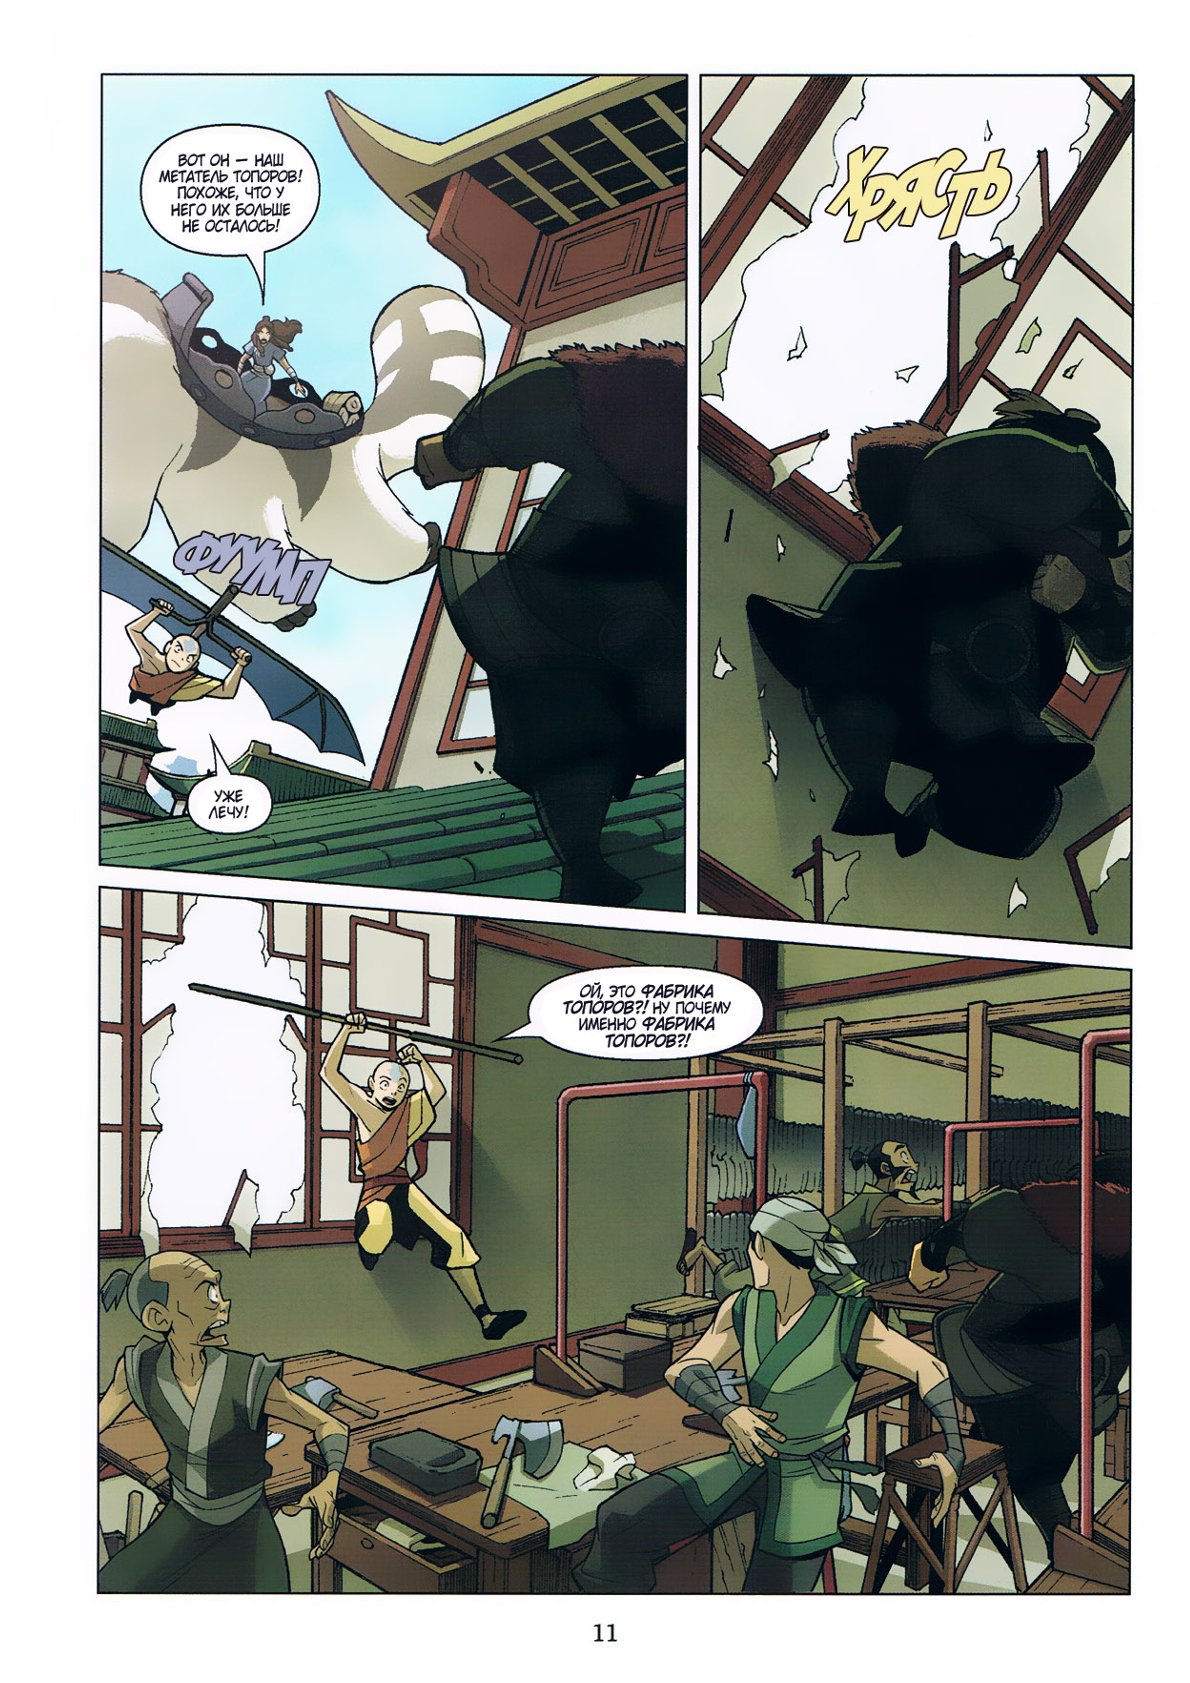 ВОТ ОН — НАШ
МЕТАТЕЛЬ ТОПОРОВ!
ПОХОЖЕ, ЧТО У
НЕГО ИХ БОЛЬШЕ
НЕ ОСТАЛОСЬ!
ФУУМП
УЖЕ
ЛЕЧУ!
ХРЯСТЬ
ОЙ, ЭТО ФАБРИКА
ТОПОРОВ?! НУ ПОЧЕМУ
ИМЕННО ФАБРИКА
ТОПОРОВ?!
11